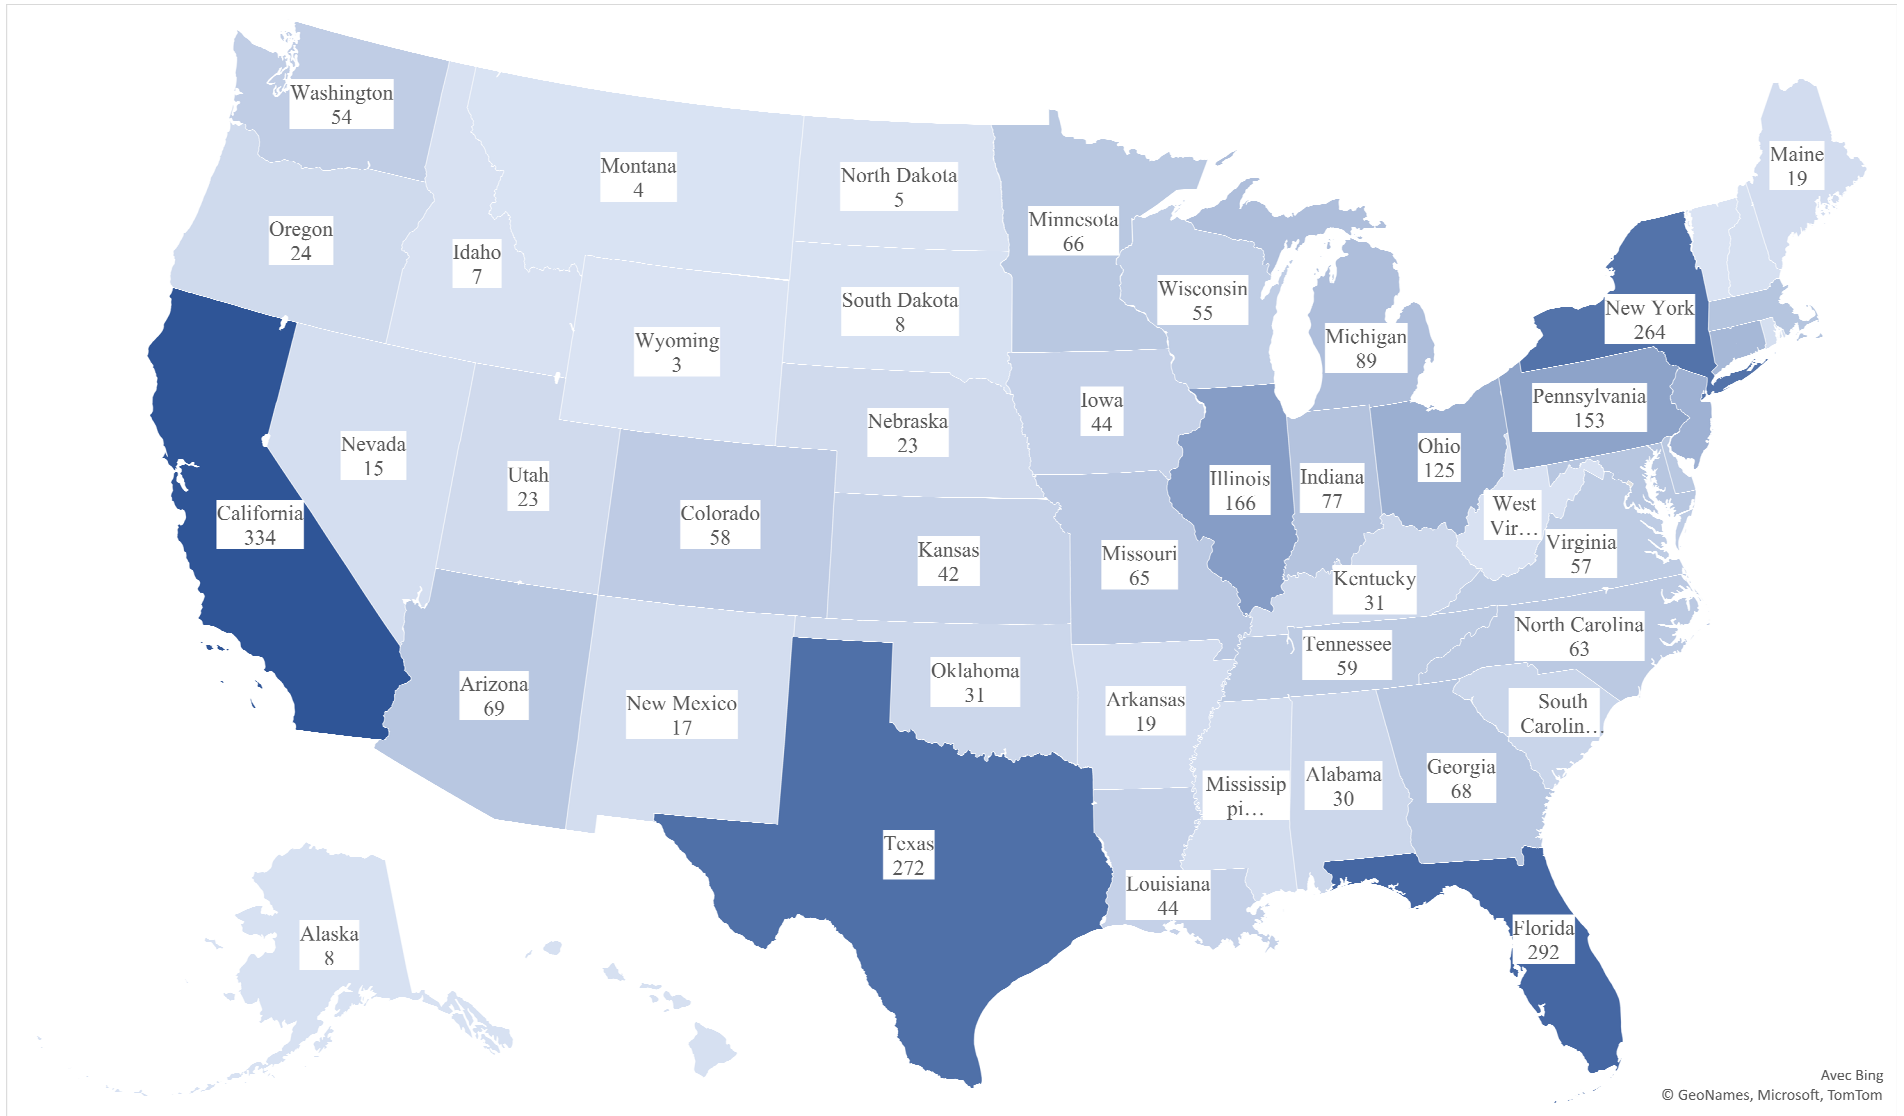 Washington
54
Montana
4
North Dakota
5
Minnesota
66
Maine
19
Oregon
24
Idaho
7
South Dakota
8
Wisconsin
55
New York
264
Wyoming
3
Michigan
89
Nebraska
23
Iowa
44
Pennsylvania
153
Nevada
15
Utah
23
Illinois
166
Indiana
77
Ohio
125
California
334
Colorado
58
Kansas
42
Missouri
65
West
Vir...
Virginia
57
Kentucky
31
North Carolina
63
Tennessee
59
Arizona
69
New Mexico
17
Oklahoma
31
Arkansas
19
South
Carolin...
Mississip
pi...
Alabama
30
Georgia
68
Texas
272
Louisiana
44
Florida
292
Alaska
8
Avec Bing
© GeoNames, Microsoft, TomTom